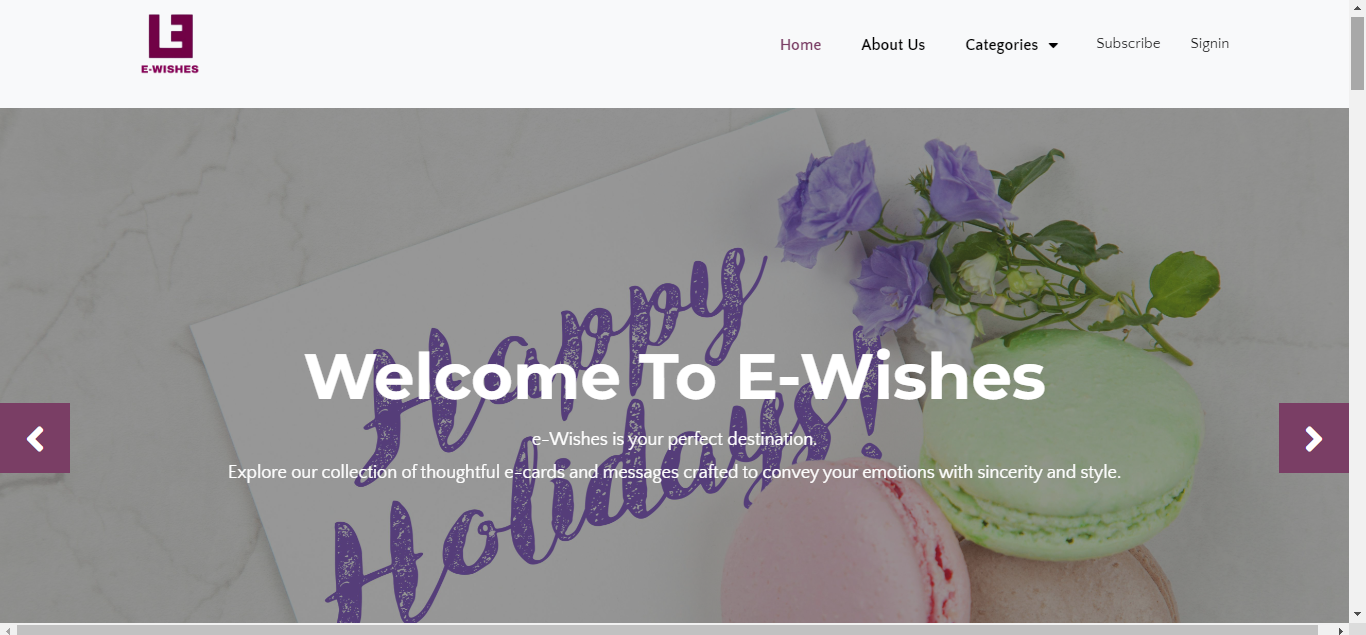 E-WISHES
Home About Us Categories Subscribe Signin
Happy
Holidays!
Welcome To E-Wishes
e-Wishes is your perfect destination.
Explore our collection of thoughtful e-cards and messages crafted to convey your emotions with sincerity and style.